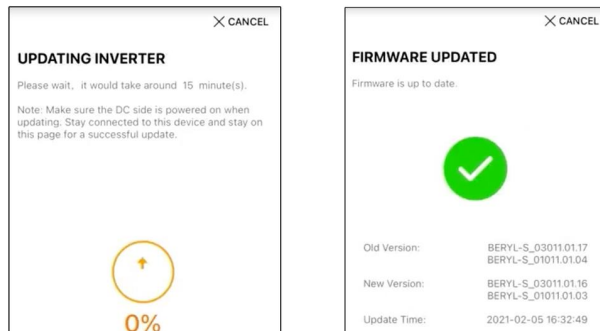 X CANCEL
UPDATING INVERTER
Please wait, it would take around 15 minute(s).
Note: Make sure the DC side is powered on when
updating. Stay connected to this device and stay on
this page for a successful update.
0%
X CANCEL
FIRMWARE UPDATED
Firmware is up to date.
Old Version: BERYL-S_03011.01.17
BERYL-S_01011.01.04
New Version: BERYL-S_03011.01.16
BERYL-S_01011.01.03
Update Time: 2021-02-05 16:32:49